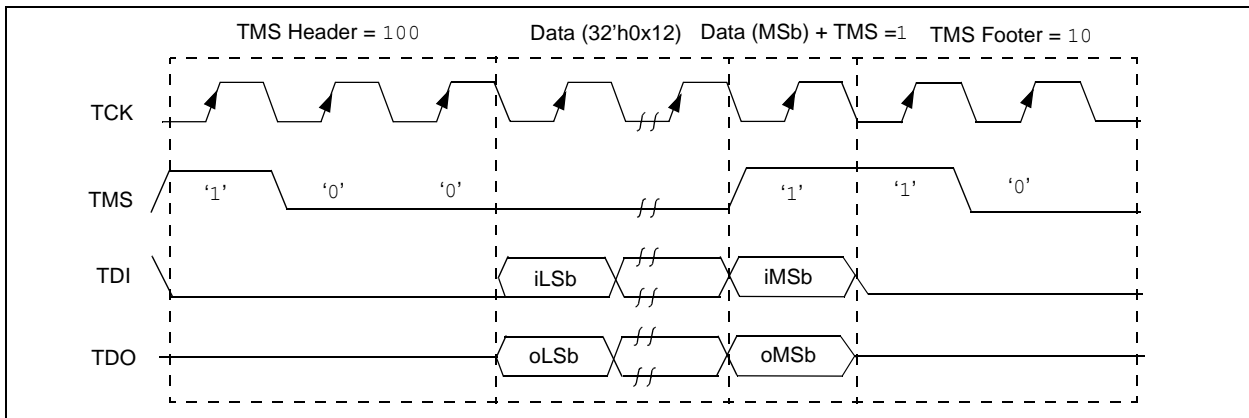 TMS Header = 100 Data (32'h0x12) Data (MSb) + TMS =1 TMS Footer = 10
TCK
TMS ‘1’ ‘0’ ‘0’ ‘1’ ‘1’ ‘0’
TDI iLSb iMSb
TDO oLSb oMSb